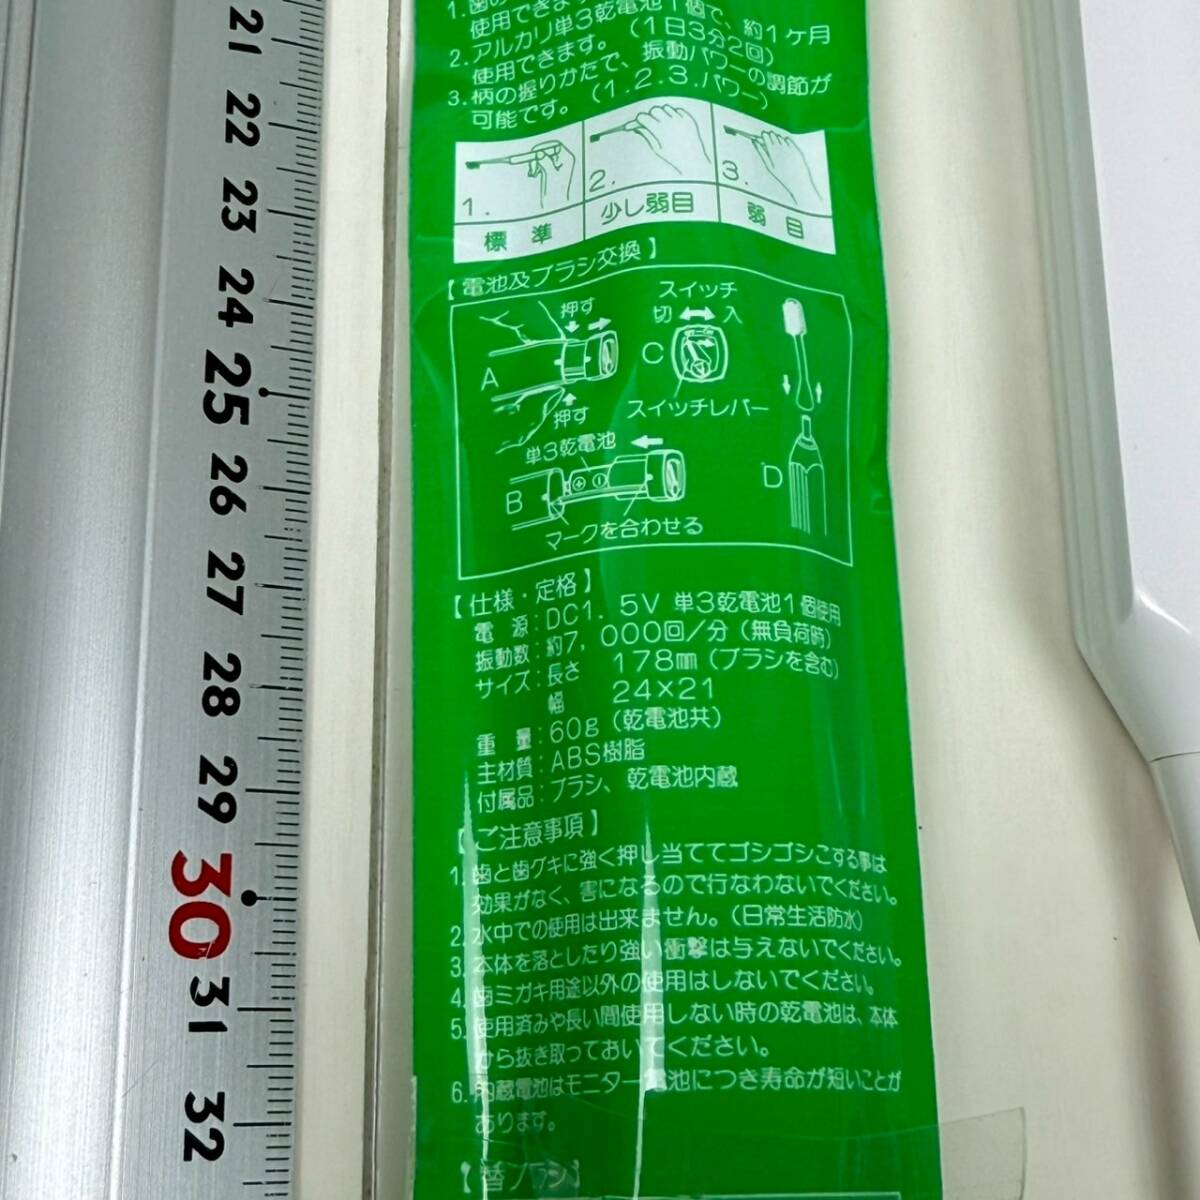 21
22
23
24
25
26
27
28
29
30
31
32
1. 歯の
使用できます
2. アルカリ単3乾電池1個で、約1ヶ月
使用できます。（1日3分2回）
3. 柄の握りかたで、振動パワーの調節が
可能です。（1.2.3.パワー）
1. 2. 3.
標準 少し弱目 弱目
【電池及ブラシ交換】
押す
スイッチ
切 入
A
C
押す
スイッチレバー
単3乾電池
B
D
マークを合わせる
【仕様・定格】
電源：DC1.5V 単3乾電池1個使用
振動数：約7,000回／分（無負荷時）
サイズ：長さ 178㎜（ブラシを含む）
幅 24×21
重量：60g（乾電池共）
主材質：ABS樹脂
付属品：ブラシ、乾電池内蔵
【ご注意事項】
1. 歯と歯グキに強く押し当ててゴシゴシこする事は
効果がなく、害になるので行なわないでください。
2. 水中での使用は出来ません。（日常生活防水）
3. 本体を落としたり強い衝撃は与えないでください。
4. 歯ミガキ用途以外の使用はしないでください。
5. 使用済みや長い間使用しない時の乾電池は、本体
から抜き取っておいてください。
6. 内蔵電池はモニター電池につき寿命が短いことが
あります。
【替ブラシ】